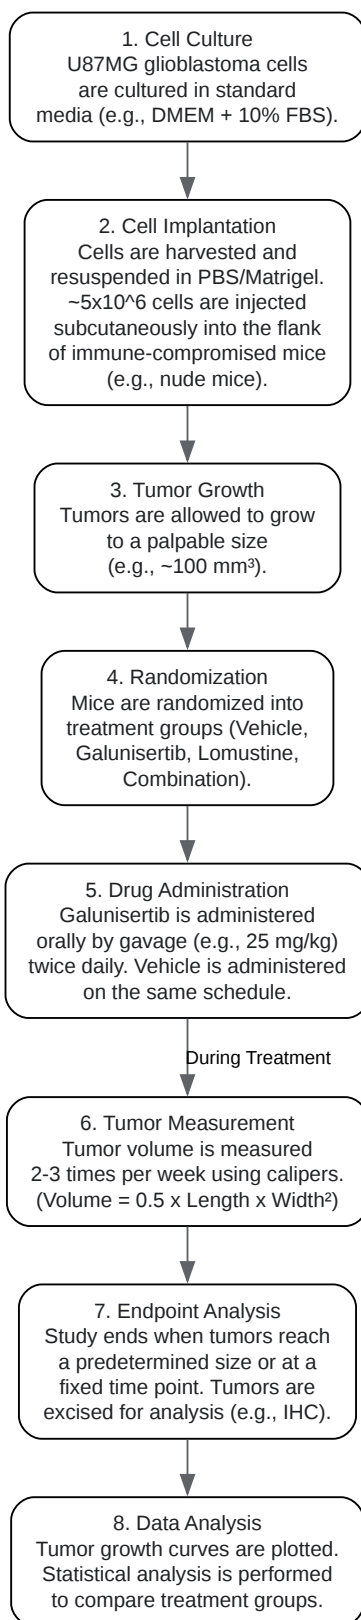 1. Cell Culture
U87MG glioblastoma cells
are cultured in standard
media (e.g., DMEM + 10% FBS).
2. Cell Implantation
Cells are harvested and
resuspended in PBS/Matrigel.
~5x10^6 cells are injected
subcutaneously into the flank
of immune-compromised mice
(e.g., nude mice).
3. Tumor Growth
Tumors are allowed to grow
to a palpable size
(e.g., ~100 mm³).
4. Randomization
Mice are randomized into
treatment groups (Vehicle,
Galunisertib, Lomustine,
Combination).
5. Drug Administration
Galunisertib is administered
orally by gavage (e.g., 25 mg/kg)
twice daily. Vehicle is administered
on the same schedule.
During Treatment
6. Tumor Measurement
Tumor volume is measured
2-3 times per week using calipers.
(Volume = 0.5 x Length x Width²)
7. Endpoint Analysis
Study ends when tumors reach
a predetermined size or at a
fixed time point. Tumors are
excised for analysis (e.g., IHC).
8. Data Analysis
Tumor growth curves are plotted.
Statistical analysis is performed
to compare treatment groups.